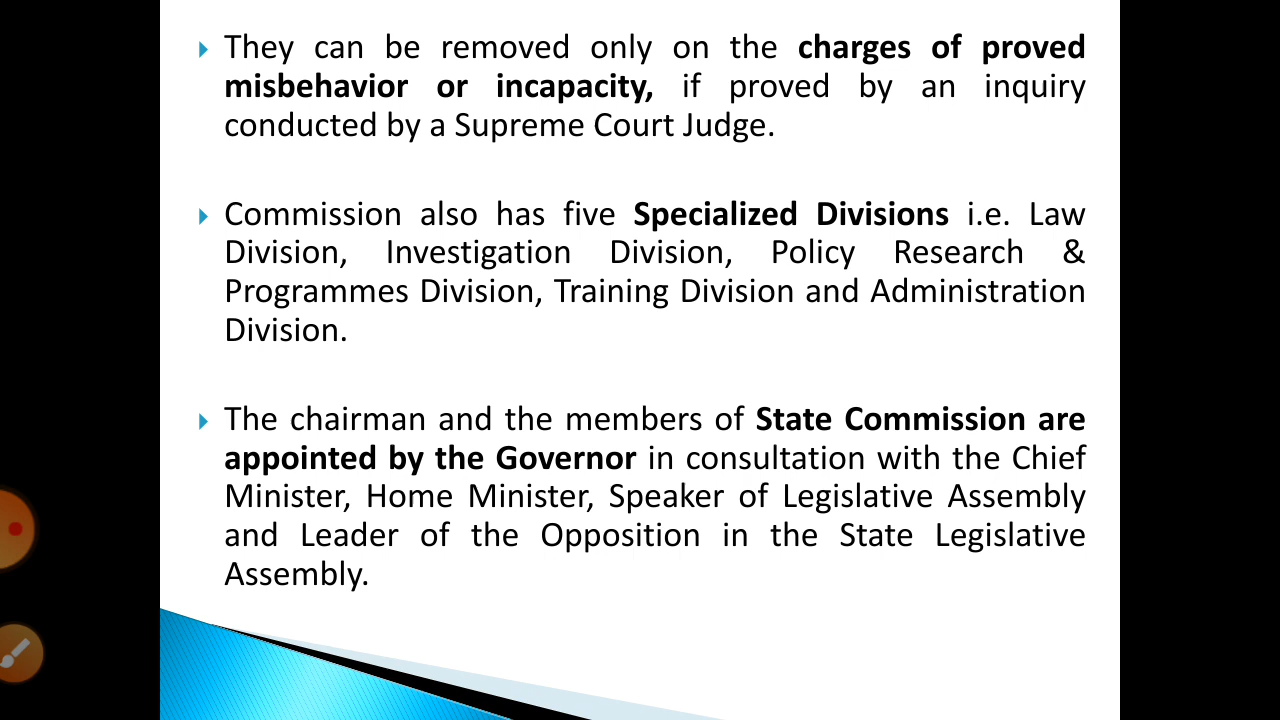 They can be removed only on the charges of proved
misbehavior or incapacity, if proved by an inquiry
conducted by a Supreme Court Judge.
Commission also has five Specialized Divisions i.e. Law
Division, Investigation Division, Policy Research &
Programmes Division, Training Division and Administration
Division.
The chairman and the members of State Commission are
appointed by the Governor in consultation with the Chief
Minister, Home Minister, Speaker of Legislative Assembly
and Leader of the Opposition in the State Legislative
Assembly.